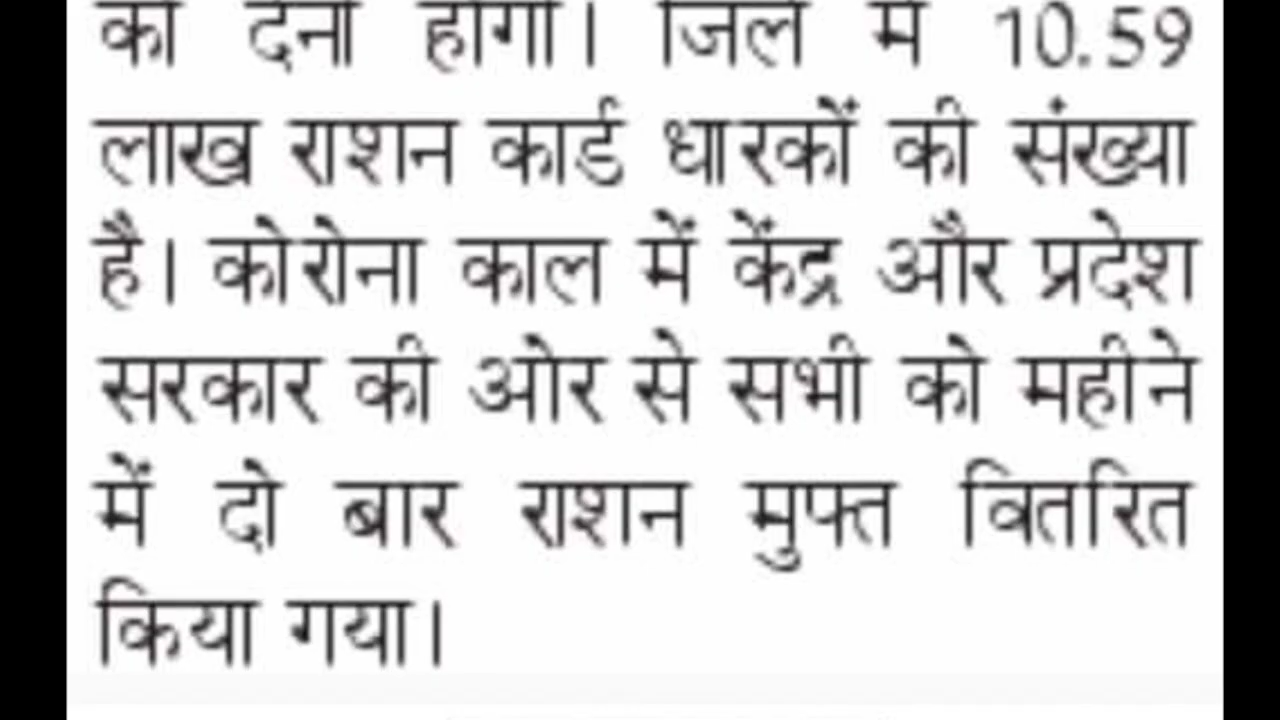 को देना होगा। जिले में 10.59
लाख राशन कार्ड धारकों की संख्या
है। कोरोना काल में केंद्र और प्रदेश
सरकार की ओर से सभी को महीने
में दो बार राशन मुफ्त वितरित
किया गया।